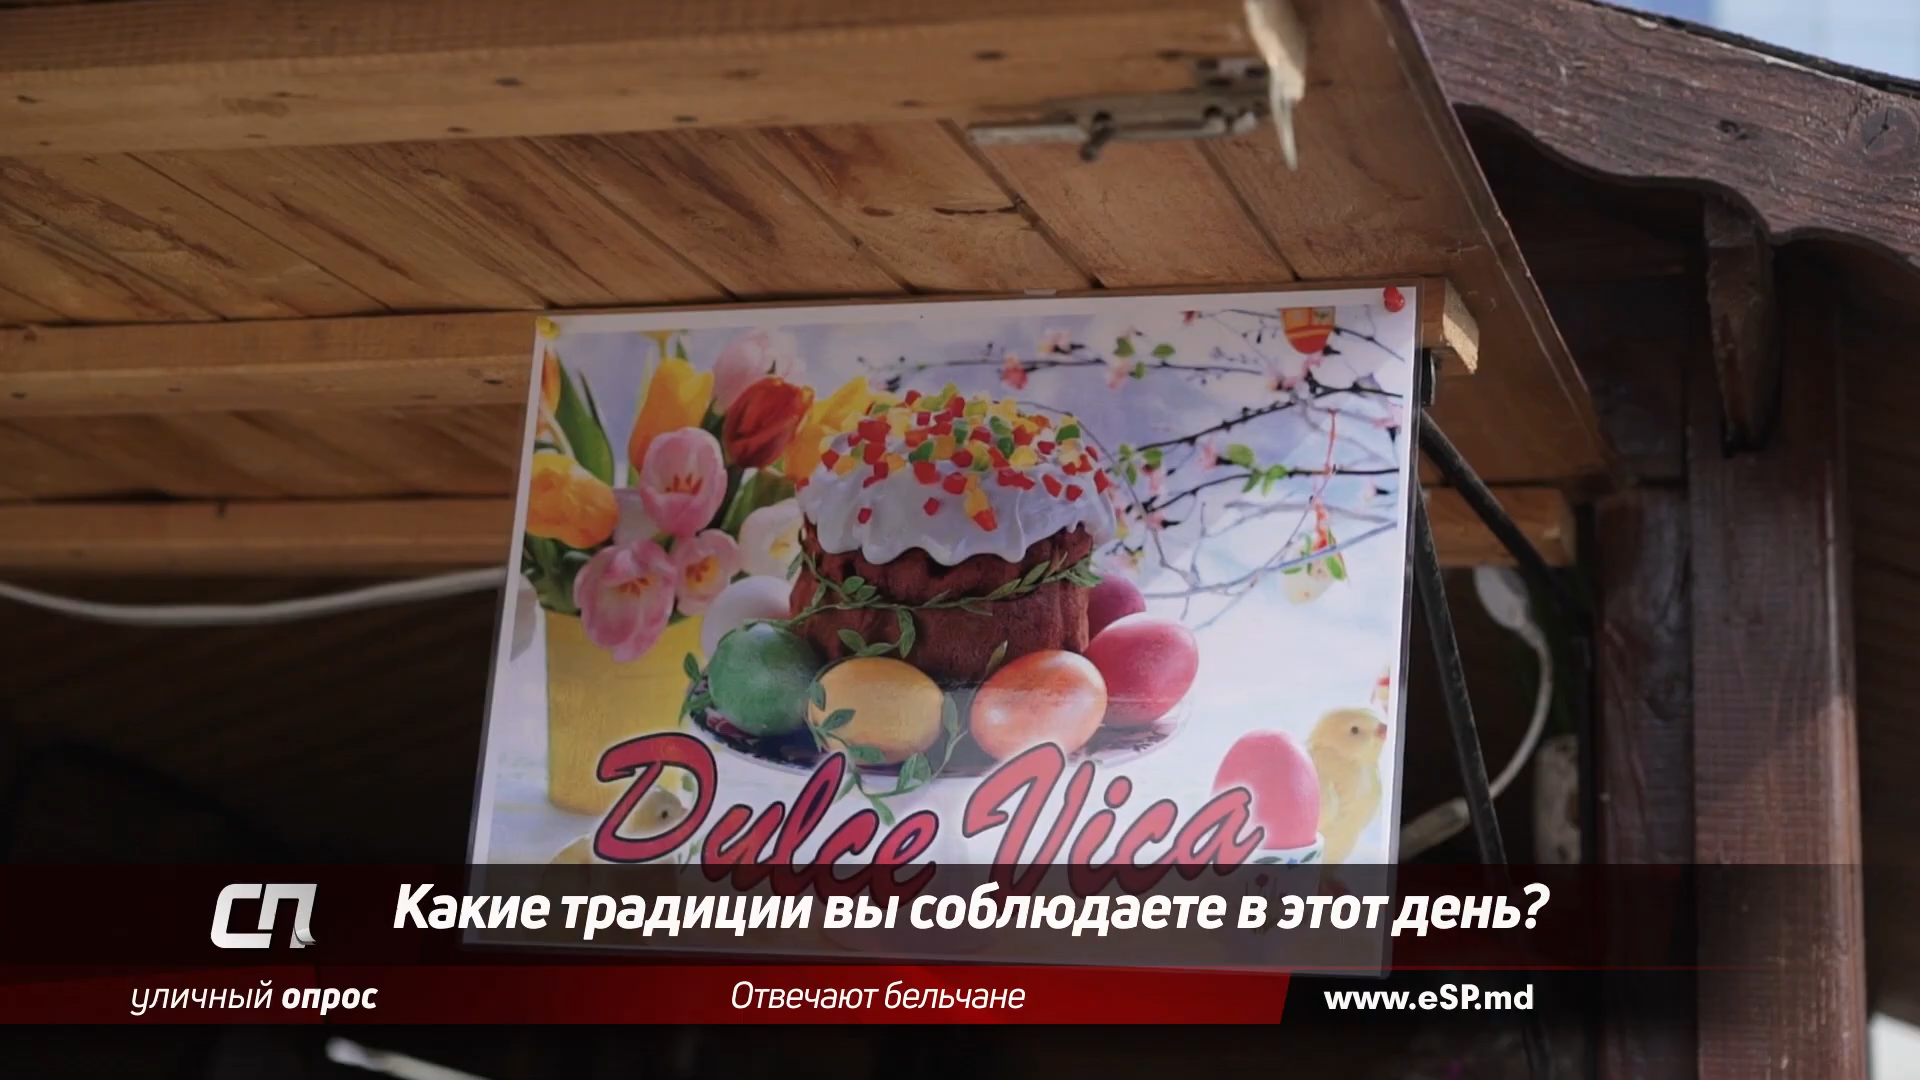 Dulce Vica
СП
Какие традиции вы соблюдаете в этот день?
уличный опрос
Отвечают бельчане
www.eSP.md